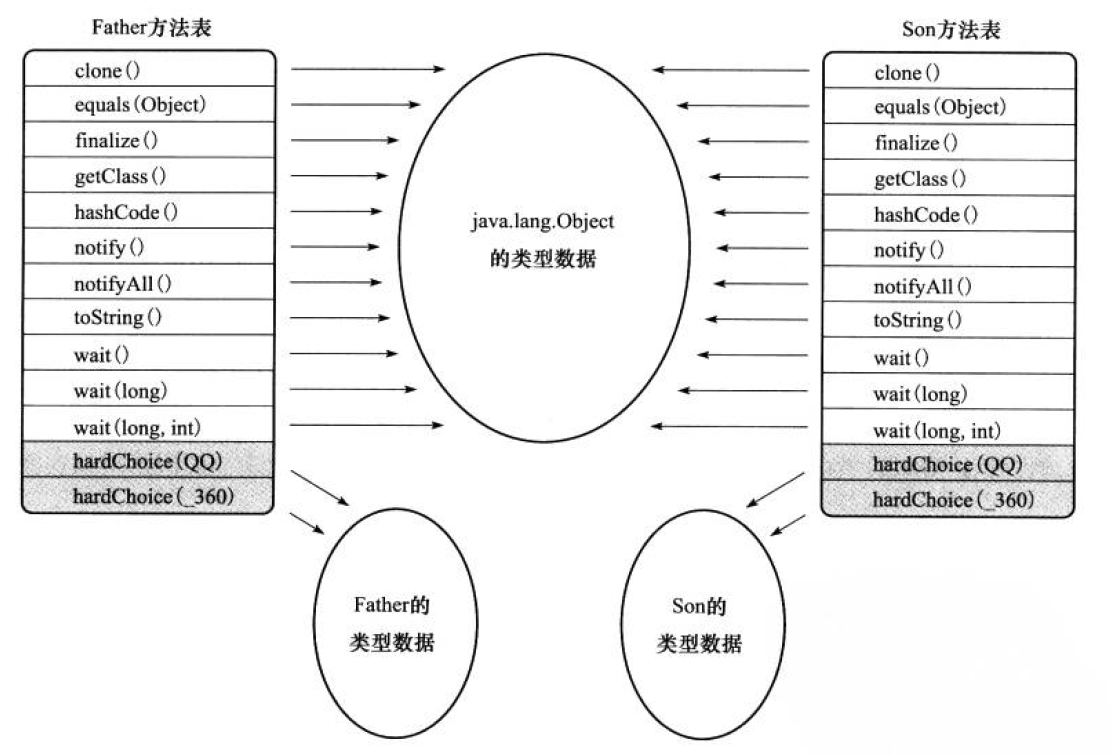 Father方法表
clone()
equals(Object)
finalize()
getClass()
hashCode()
notify()
notifyAll()
toString()
wait()
wait(long)
wait(long, int)
hardChoice(QQ)
hardChoice(_360)
java.lang.Object
的类型数据
Son方法表
clone()
equals(Object)
finalize()
getClass()
hashCode()
notify()
notifyAll()
toString()
wait()
wait(long)
wait(long, int)
hardChoice(QQ)
hardChoice(_360)
Father的
类型数据
Son的
类型数据